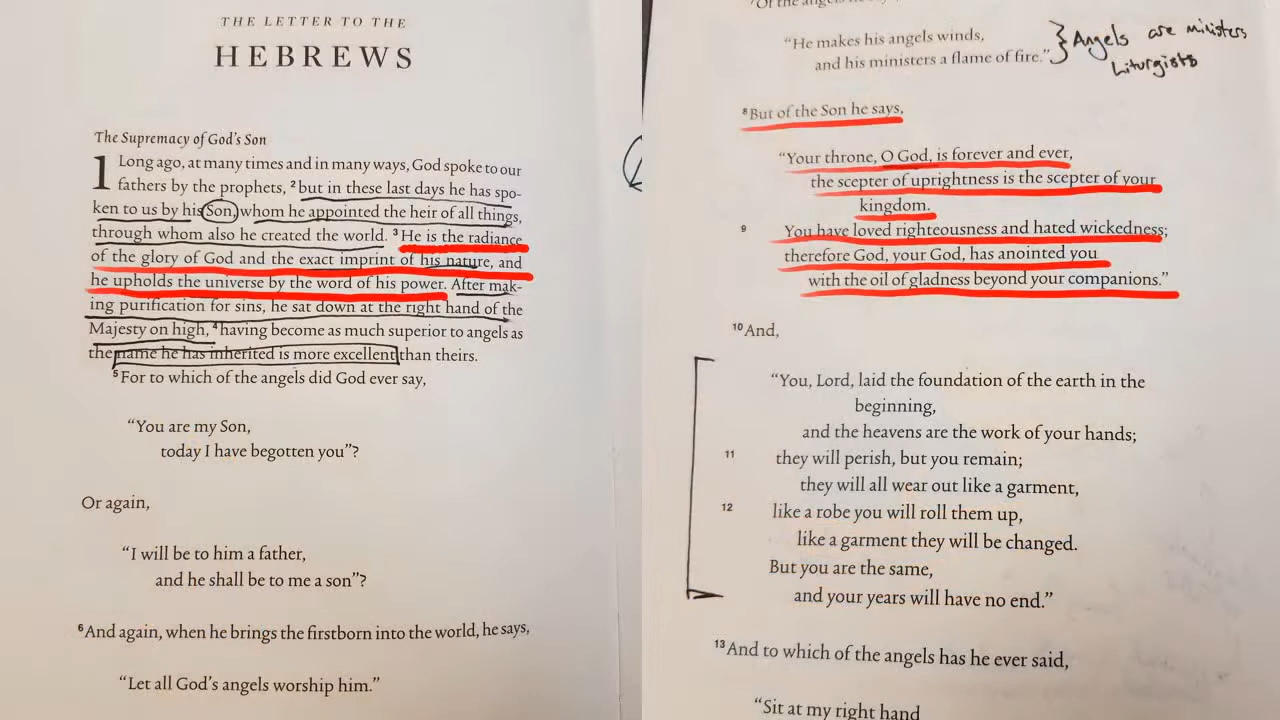 THE LETTER TO THE
HEBREWS
The Supremacy of God's Son
1 Long ago, at many times and in many ways, God spoke to our
fathers by the prophets, 2 but in these last days he has spo-
ken to us by his Son, whom he appointed the heir of all things,
through whom also he created the world. 3 He is the radiance
of the glory of God and the exact imprint of his nature, and
he upholds the universe by the word of his power. After mak-
ing purification for sins, he sat down at the right hand of the
Majesty on high, 4 having become as much superior to angels as
the name he has inherited is more excellent than theirs.
5 For to which of the angels did God ever say,
“You are my Son,
today I have begotten you”?
Or again,
“I will be to him a father,
and he shall be to me a son”?
6 And again, when he brings the firstborn into the world, he says,
“Let all God's angels worship him.”
7 Of the angels he
“He makes his angels winds,
and his ministers a flame of fire.”
Angels are ministers
Liturgists
8 But of the Son he says,
“Your throne, O God, is forever and ever,
the scepter of uprightness is the scepter of your
kingdom.
9 You have loved righteousness and hated wickedness;
therefore God, your God, has anointed you
with the oil of gladness beyond your companions.”
10 And,
“You, Lord, laid the foundation of the earth in the
beginning,
and the heavens are the work of your hands;
11 they will perish, but you remain;
they will all wear out like a garment,
12 like a robe you will roll them up,
like a garment they will be changed.
But you are the same,
and your years will have no end.”
13 And to which of the angels has he ever said,
“Sit at my right hand